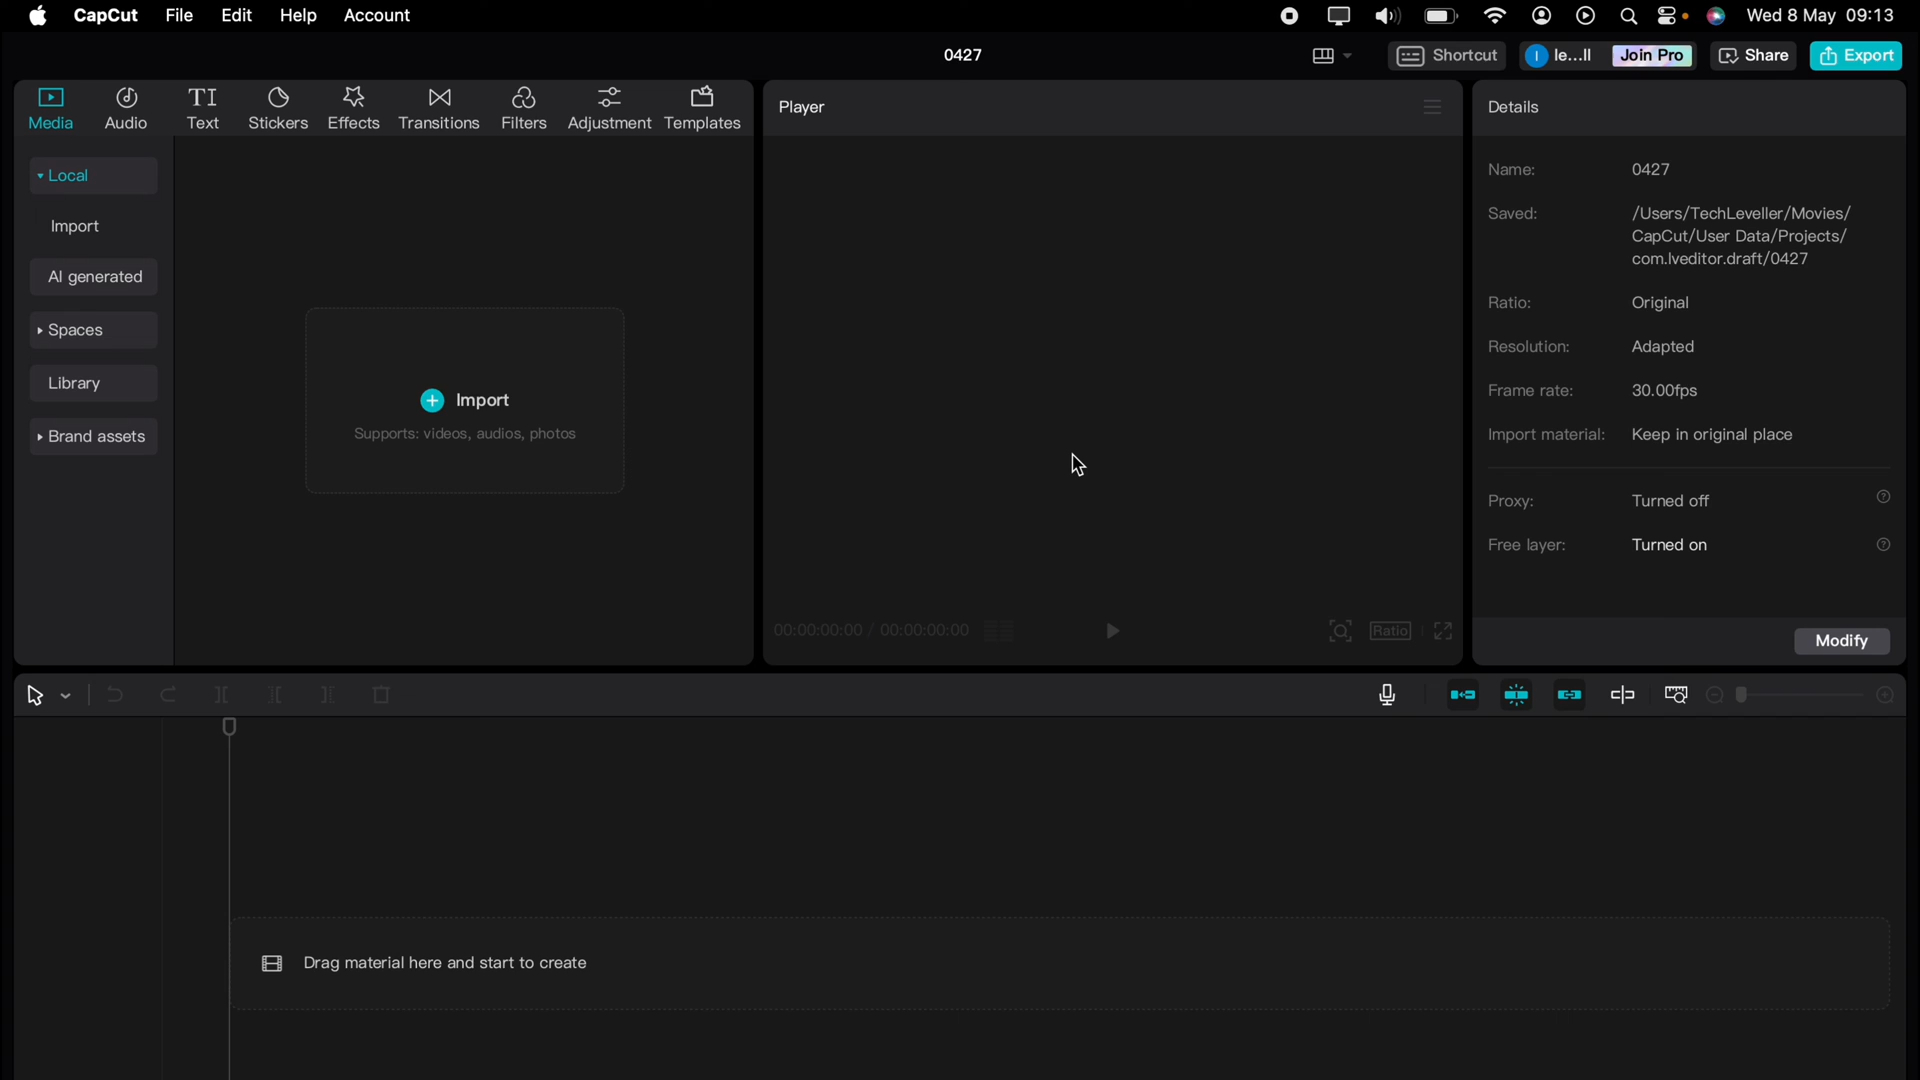 CapCut File Edit Help Account Wed 8 May 09:13
0427 Shortcut I le...ll Join Pro Share Export
Media Audio TI Text Stickers Effects Transitions Filters Adjustment Templates
Local
Import
AI generated
Spaces
Library
Brand assets
Import
Supports: videos, audios, photos
Player
00:00:00:00 / 00:00:00:00 Ratio
Details
Name: 0427
Saved: /Users/TechLeveller/Movies/
CapCut/User Data/Projects/
com.lveditor.draft/0427
Ratio: Original
Resolution: Adapted
Frame rate: 30.00fps
Import material: Keep in original place
Proxy: Turned off ?
Free layer: Turned on ?
Modify
Drag material here and start to create